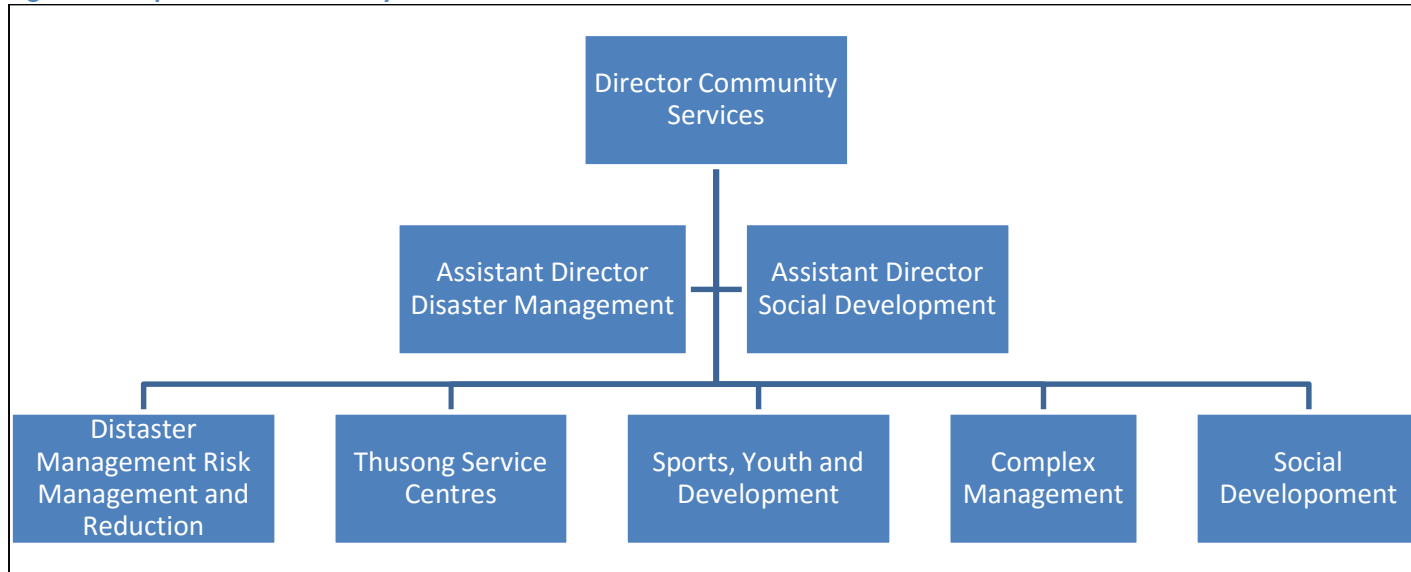 Director Community
Services
Assistant Director
Disaster Management
Assistant Director
Social Development
Distaster
Management Risk
Management and
Reduction
Thusong Service
Centres
Sports, Youth and
Development
Complex
Management
Social
Developoment